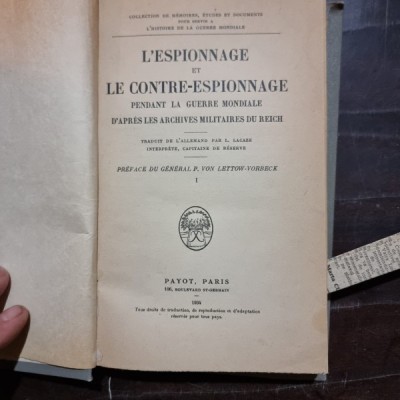 COLLECTION DE MÉMOIRES, ÉTUDES ET DOCUMENTS
POUR SERVIR A
L'HISTOIRE DE LA GUERRE MONDIALE
L'ESPIONNAGE
ET
LE CONTRE-ESPIONNAGE
PENDANT LA GUERRE MONDIALE
D'APRÈS LES ARCHIVES MILITAIRES DU REICH
TRADUIT DE L'ALLEMAND PAR L. LACAZE
INTERPRÈTE, CAPITAINE DE RÉSERVE
PRÉFACE DU GÉNÉRAL P. VON LETTOW-VORBECK
I
PAYOT, PARIS
106, BOULEVARD ST-GERMAIN
1934
Tous droits de traduction, de reproduction et d'adaptation
réservés pour tous pays.